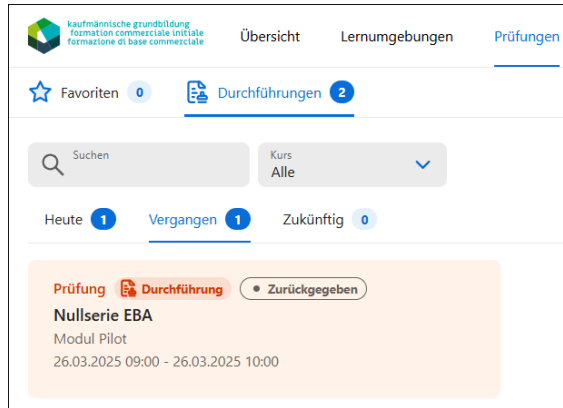 kaufmännische grundbildung
formation commerciale initiale
formazione di base commerciale
Übersicht Lernumgebungen Prüfungen
Favoriten 0 Durchführungen 2
Suchen
Kurs
Alle
Heute 1 Vergangen 1 Zukünftig 0
Prüfung Durchführung • Zurückgegeben
Nullserie EBA
Modul Pilot
26.03.2025 09:00 - 26.03.2025 10:00